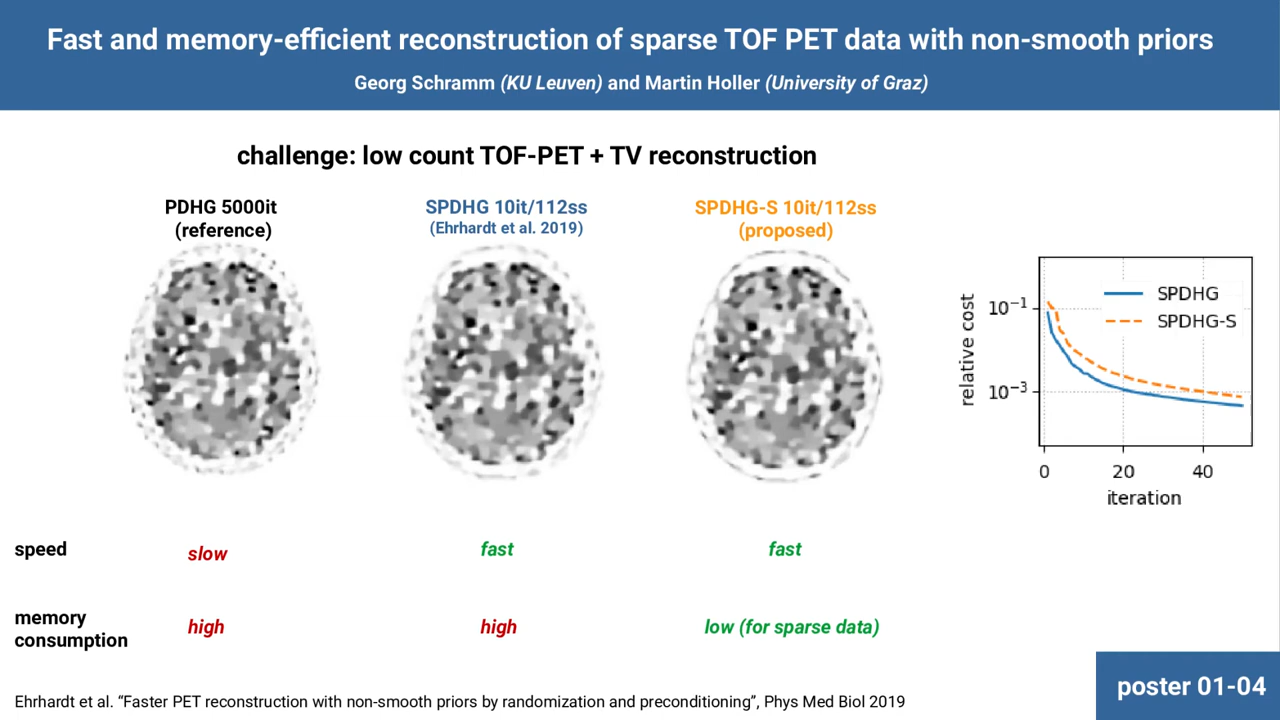 Fast and memory-efficient reconstruction of sparse TOF PET data with non-smooth priors
Georg Schramm (KU Leuven) and Martin Holler (University of Graz)
challenge: low count TOF-PET + TV reconstruction
PDHG 5000it
(reference)
SPDHG 10it/112ss
(Ehrhardt et al. 2019)
SPDHG-S 10it/112ss
(proposed)
relative cost
10⁻¹
10⁻³
SPDHG
SPDHG-S
0 20 40
iteration
speed slow fast fast
memory
consumption high high low (for sparse data)
Ehrhardt et al. “Faster PET reconstruction with non-smooth priors by randomization and preconditioning”, Phys Med Biol 2019
poster 01-04